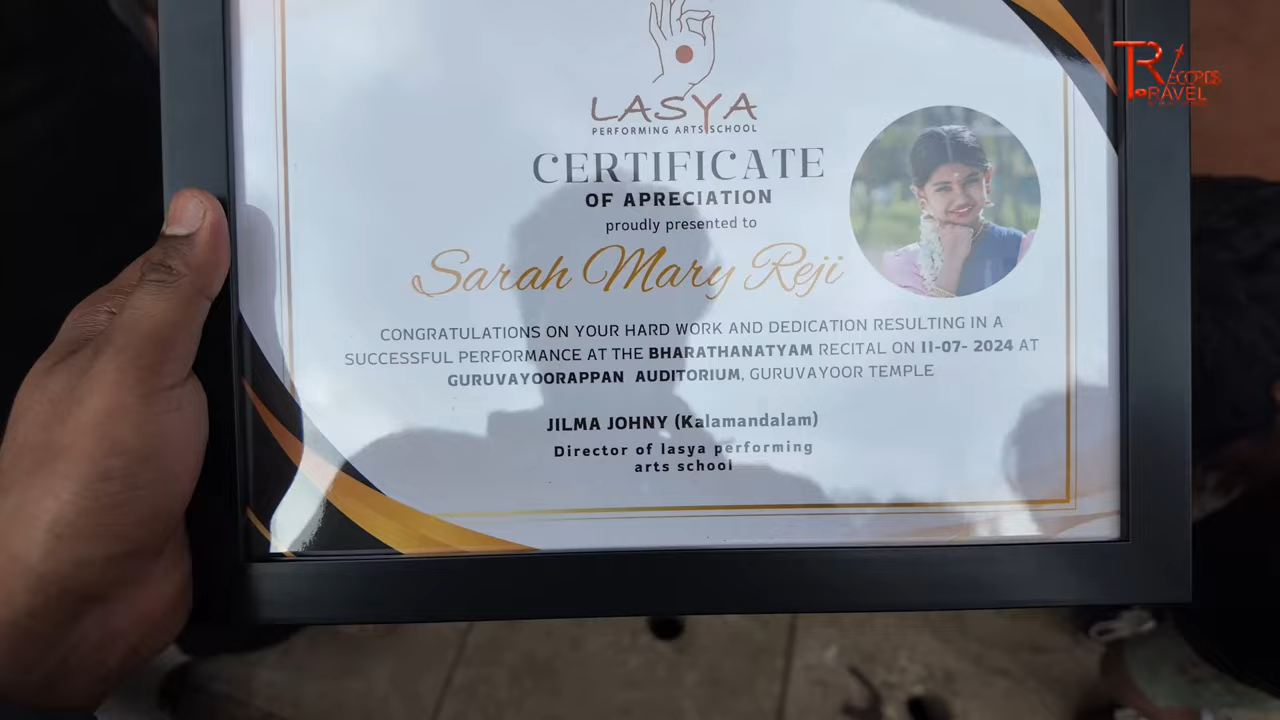 LASYA
PERFORMING ARTS SCHOOL
CERTIFICATE
OF APRECIATION
proudly presented to
Sarah Mary Reji
CONGRATULATIONS ON YOUR HARD WORK AND DEDICATION RESULTING IN A
SUCCESSFUL PERFORMANCE AT THE BHARATHANATYAM RECITAL ON 11-07- 2024 AT
GURUVAYOORAPPAN AUDITORIUM, GURUVAYOOR TEMPLE
JILMA JOHNY (Kalamandalam)
Director of lasya performing
arts school
TRAVEL
RECORDS